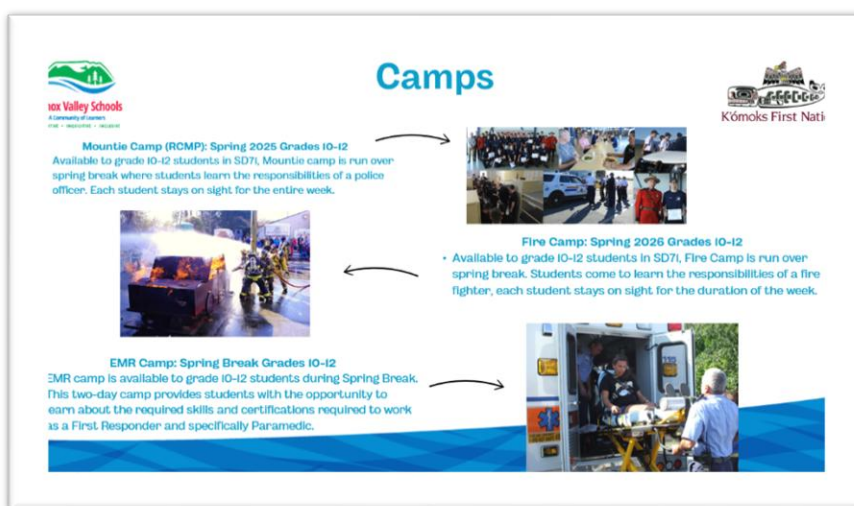 Camps
nox Valley Schools
A Community of Learners
K'ómoks First Nati
Mountie Camp (RCMP): Spring 2025 Grades 10-12
Available to grade 10-12 students in SD71, Mountie camp is run over
spring break where students learn the responsibilities of a police
officer. Each student stays on sight for the entire week.
Fire Camp: Spring 2026 Grades 10-12
• Available to grade 10-12 students in SD71, Fire Camp is run over
spring break. Students come to learn the responsibilities of a fire
fighter, each student stays on sight for the duration of the week.
EMR Camp: Spring Break Grades 10-12
EMR camp is available to grade 10-12 students during Spring Break.
This two-day camp provides students with the opportunity to
earn about the required skills and certifications required to work
as a First Responder and specifically Paramedic.